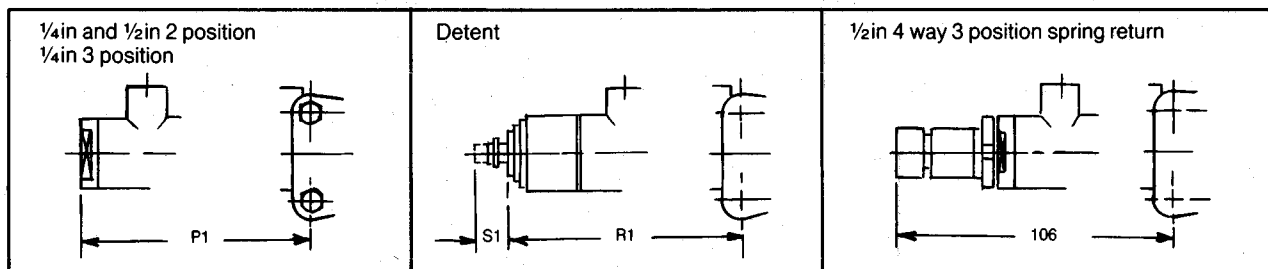 ¼in and ½in 2 position
¼in 3 position
P1
Detent
S1
R1
½in 4 way 3 position spring return
106